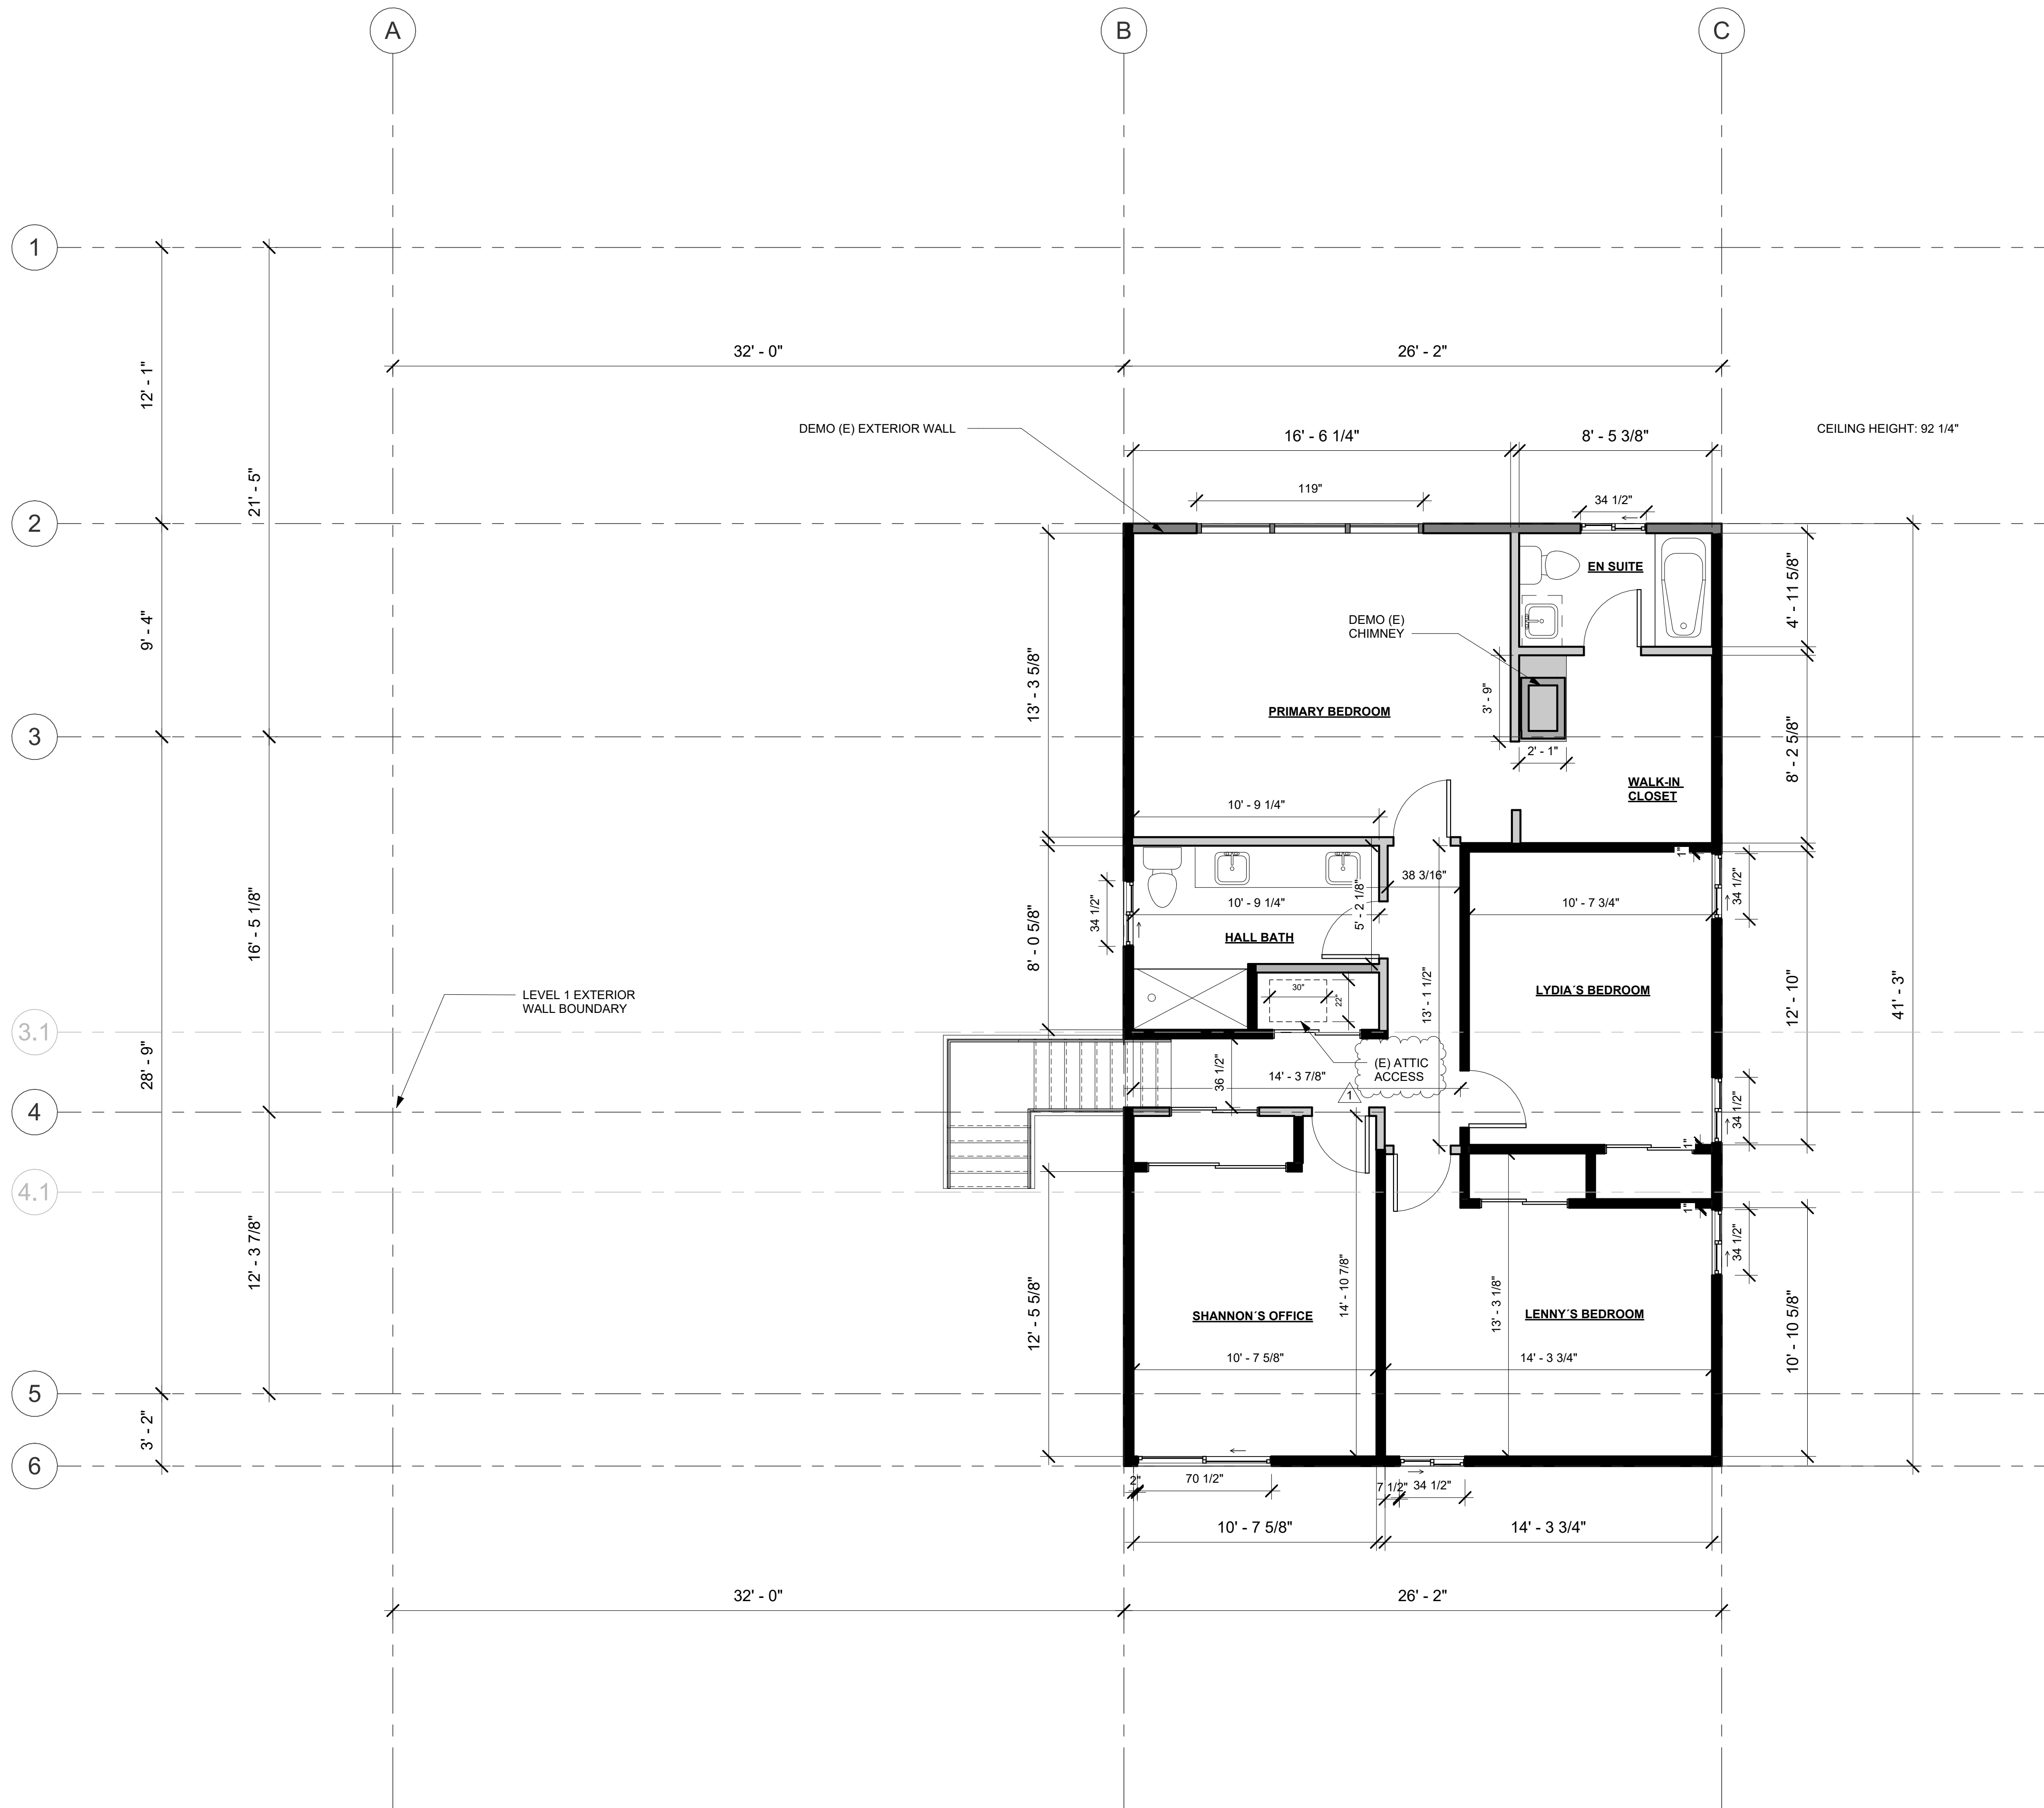 A
B
C
1
32' - 0"
26' - 2"
12' - 1"
DEMO (E) EXTERIOR WALL
16' - 6 1/4"
8' - 5 3/8"
CEILING HEIGHT: 92 1/4"
21' - 5"
119"
34 1/2"
2
EN SUITE
4' - 11 5/8"
9' - 4"
DEMO (E)
CHIMNEY
13' - 3 5/8"
3' - 9"
PRIMARY BEDROOM
3
2' - 1"
8' - 2 5/8"
WALK-IN
CLOSET
10' - 9 1/4"
1"
38 3/16"
34 1/2"
10' - 9 1/4"
5' - 2 1/8"
10' - 7 3/4"
34 1/2"
16' - 5 1/8"
8' - 0 5/8"
HALL BATH
LEVEL 1 EXTERIOR
WALL BOUNDARY
30"
22"
13' - 1 1/2"
LYDIA´S BEDROOM
12' - 10"
41' - 3"
3.1
28' - 9"
36 1/2"
14' - 3 7/8"
(E) ATTIC
ACCESS
1
4
34 1/2"
1"
4.1
1"
34 1/2"
12' - 3 7/8"
12' - 5 5/8"
14' - 10 7/8"
13' - 3 1/8"
SHANNON´S OFFICE
LENNY´S BEDROOM
10' - 10 5/8"
10' - 7 5/8"
14' - 3 3/4"
5
3' - 2"
6
2"
70 1/2"
7 1/2"
34 1/2"
10' - 7 5/8"
14' - 3 3/4"
32' - 0"
26' - 2"